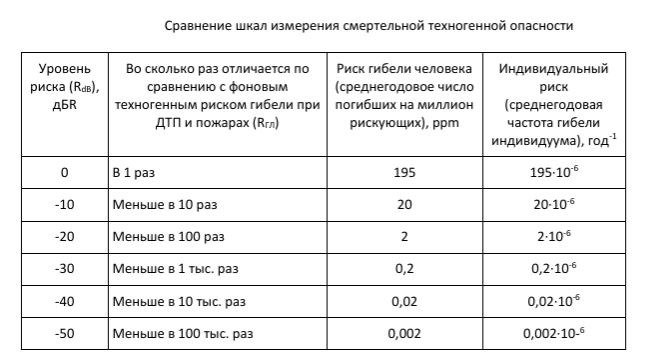 Сравнение шкал измерения смертельной техногенной опасности
Уровень
риска (RдВ),
дБR
Во сколько раз отличается по
сравнению с фоновым
техногенным риском гибели при
ДТП и пожарах (Rгл)
Риск гибели человека
(среднегодовое число
погибших на миллион
рискующих), ppm
Индивидуальный
риск
(среднегодовая
частота гибели
индивидуума), год⁻¹
0 В 1 раз 195 195·10⁻⁶
-10 Меньше в 10 раз 20 20·10⁻⁶
-20 Меньше в 100 раз 2 2·10⁻⁶
-30 Меньше в 1 тыс. раз 0,2 0,2·10⁻⁶
-40 Меньше в 10 тыс. раз 0,02 0,02·10⁻⁶
-50 Меньше в 100 тыс. раз 0,002 0,002·10-⁶